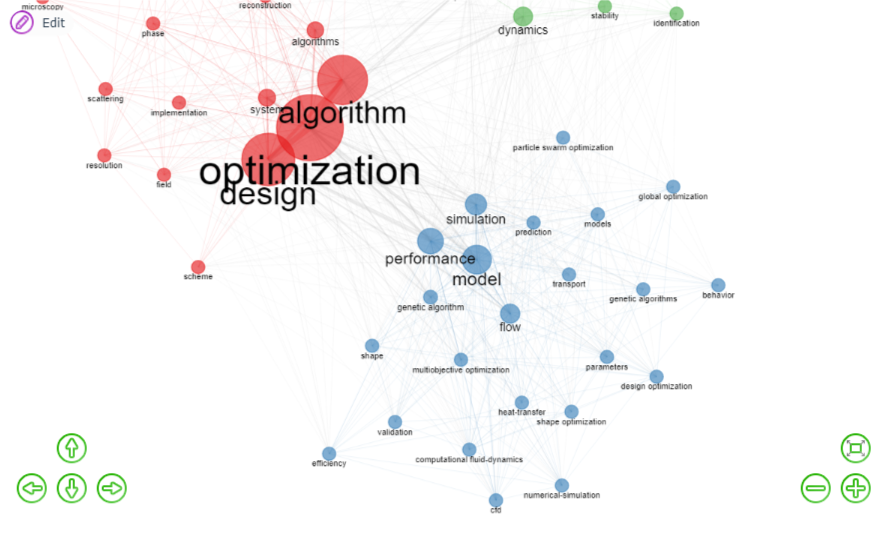 microscopy
reconstruction
stability
identification
Edit
phase
algorithms
dynamics
scattering
implementation
system
algorithm
particle swarm optimization
resolution
field
optimization
design
global optimization
simulation
prediction
models
performance
model
scheme
transport
genetic algorithms
behavior
genetic algorithm
flow
shape
multiobjective optimization
parameters
design optimization
heat-transfer
shape optimization
validation
efficiency
computational fluid-dynamics
numerical-simulation
cfd